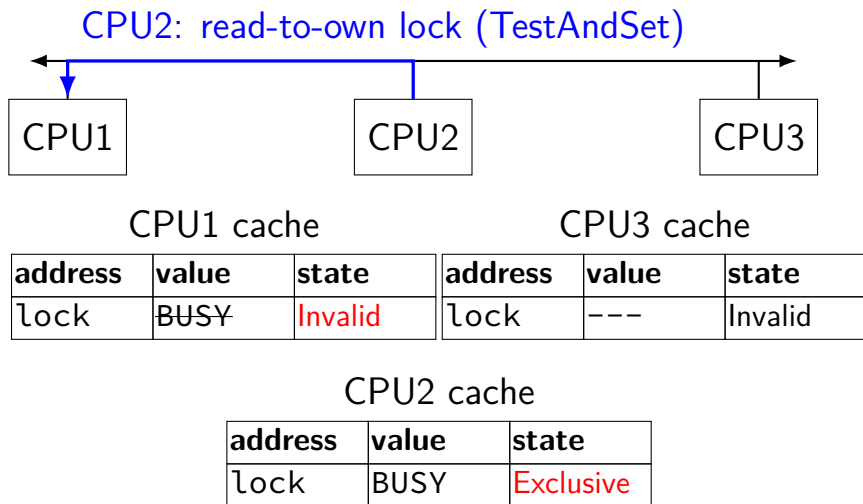 CPU2: read-to-own lock (TestAndSet)
CPU1 CPU2 CPU3
CPU1 cache
address value state
lock BUSY Invalid
CPU3 cache
address value state
lock --- Invalid
CPU2 cache
address value state
lock BUSY Exclusive